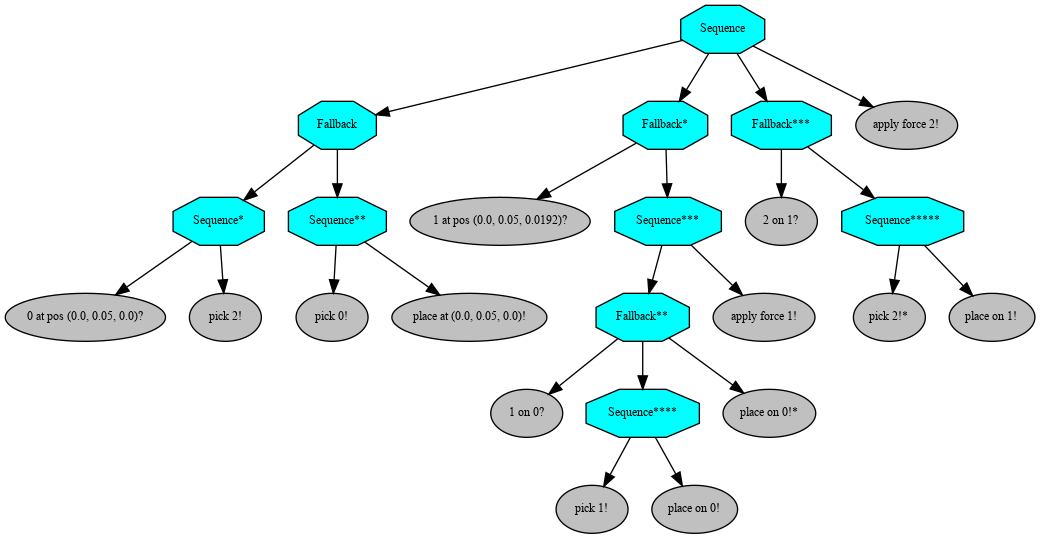 Sequence
Fallback
Fallback*
Fallback***
apply force 2!
Sequence*
Sequence**
1 at pos (0.0, 0.05, 0.0192)?
Sequence***
2 on 1?
Sequence*****
0 at pos (0.0, 0.05, 0.0)?
pick 2!
pick 0!
place at (0.0, 0.05, 0.0)!
Fallback**
apply force 1!
pick 2!*
place on 1!
1 on 0?
Sequence****
place on 0!*
pick 1!
place on 0!